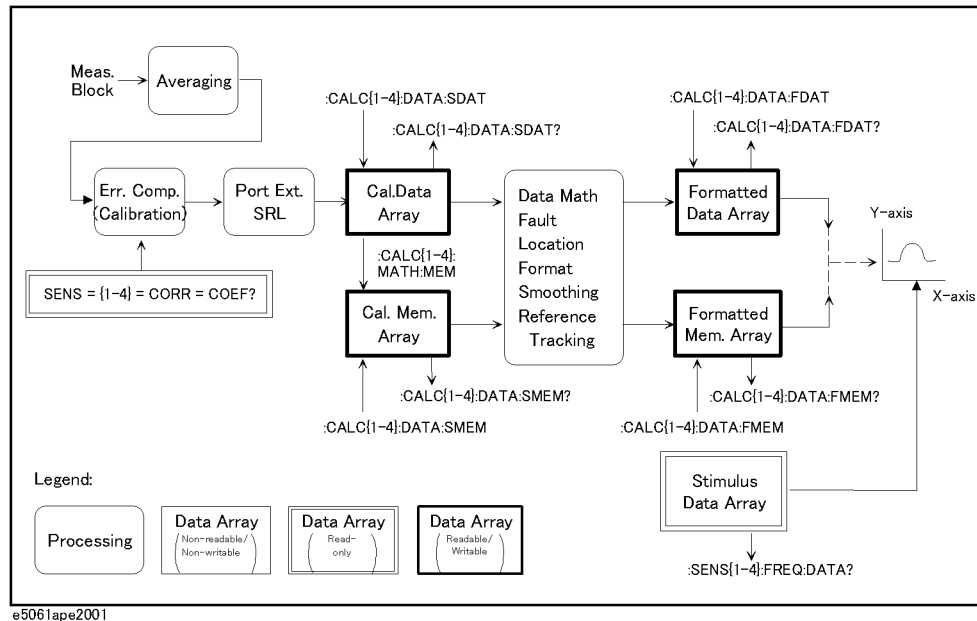 Meas.
Block
Averaging
:CALC{1-4}:DATA:SDAT
:CALC{1-4}:DATA:SDAT?
:CALC{1-4}:DATA:FDAT
:CALC{1-4}:DATA:FDAT?
Err. Comp.
(Calibration)
Port Ext.
SRL
Cal.Data
Array
Data Math
Fault
Location
Format
Smoothing
Reference
Tracking
Formatted
Data Array
Y-axis
X-axis
SENS = {1-4} = CORR = COEF?
:CALC{1-4}:
MATH:MEM
Cal. Mem.
Array
Formatted
Mem. Array
:CALC{1-4}:DATA:SMEM?
:CALC{1-4}:DATA:SMEM
:CALC{1-4}:DATA:FMEM?
:CALC{1-4}:DATA:FMEM
Stimulus
Data Array
:SENS{1-4}:FREQ:DATA?
Legend:
Processing
Data Array
(Non-readable/
Non-writable)
Data Array
(Read-
only)
Data Array
(Readable/
Writable)
e5061ape2001